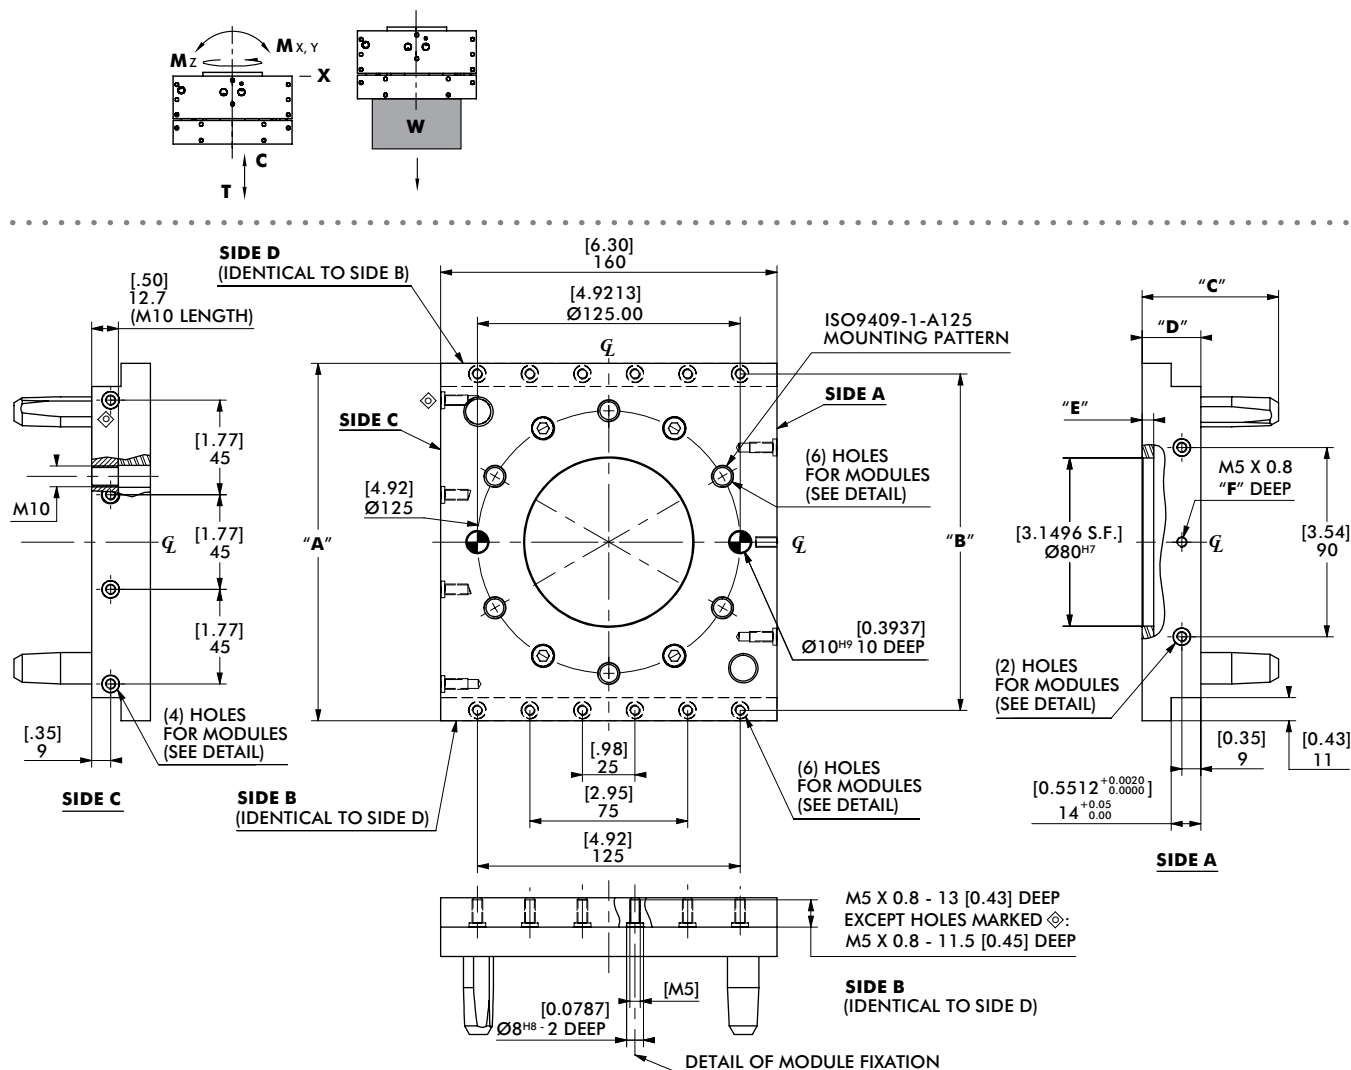 M X, Y
M Z
X
C
T
W
SIDE D
(IDENTICAL TO SIDE B)
[6.30]
160
[.50]
12.7
(M10 LENGTH)
[4.9213]
Ø125.00
"C"
"D"
ISO9409-1-A125
MOUNTING PATTERN
CL
SIDE A
"E"
SIDE C
[1.77]
45
(6) HOLES
FOR MODULES
(SEE DETAIL)
M5 X 0.8
"F" DEEP
[4.92]
Ø125
M10
[1.77]
45
CL
"A"
CL
"B"
[3.1496 S.F.]
Ø80H7
CL
[3.54]
90
[1.77]
45
[0.3937]
Ø10H9 10 DEEP
(2) HOLES
FOR MODULES
(SEE DETAIL)
(4) HOLES
FOR MODULES
(SEE DETAIL)
[.35]
9
[.98]
25
(6) HOLES
FOR MODULES
(SEE DETAIL)
[0.35]
9
[0.43]
11
SIDE C
SIDE B
(IDENTICAL TO SIDE D)
[2.95]
75
[0.5512 +0.0020 0.0000]
14 +0.05 0.00
[4.92]
125
SIDE A
M5 X 0.8 - 13 [0.43] DEEP
EXCEPT HOLES MARKED ◈:
M5 X 0.8 - 11.5 [0.45] DEEP
[M5]
SIDE B
(IDENTICAL TO SIDE D)
[0.0787]
Ø8H8 - 2 DEEP
DETAIL OF MODULE FIXATION